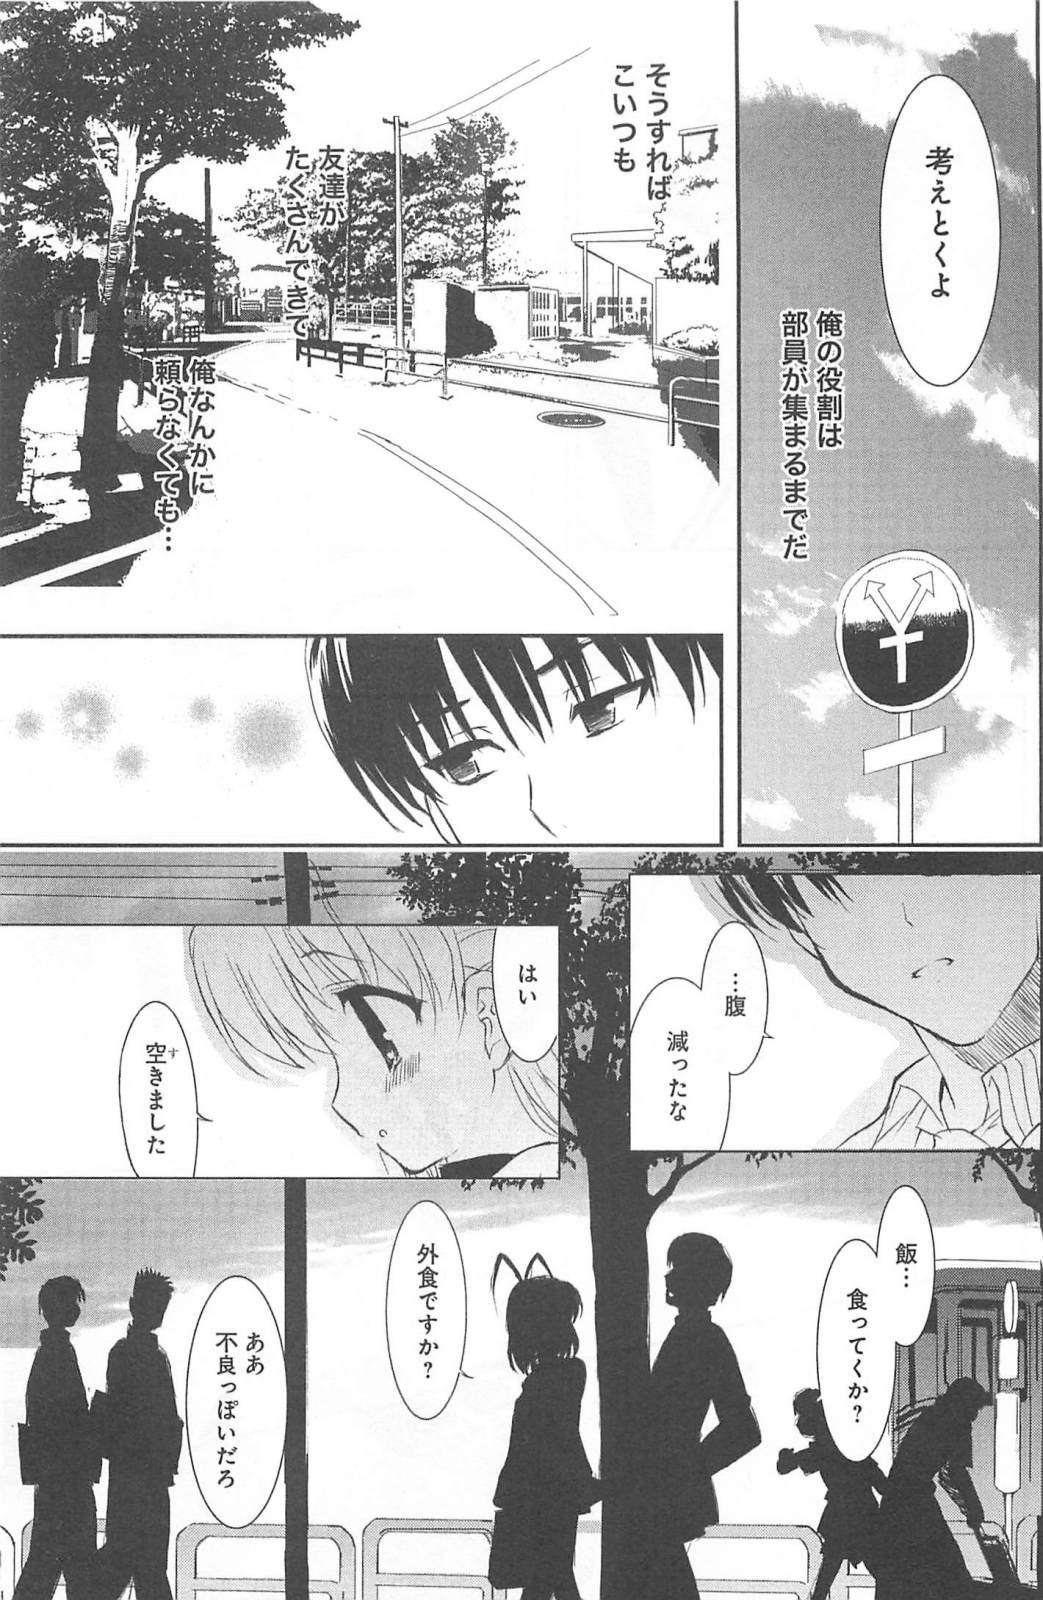 考えとくよ
俺の役割は
部員が集まるまでだ
そうすれば
こいつも
友達が
たくさんできて
俺なんかに
頼らなくても…
…腹
減ったな
はい
空きました
す
飯…
食ってくか?
外食ですか?
ああ
不良っぽいだろ